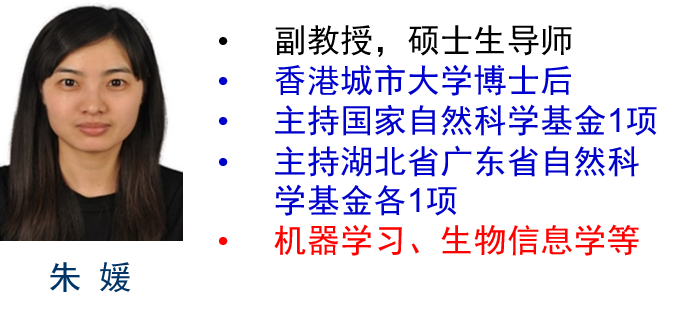 • 副教授，硕士生导师
• 香港城市大学博士后
• 主持国家自然科学基金1项
• 主持湖北省广东省自然科
学基金各1项
• 机器学习、生物信息学等
朱 媛